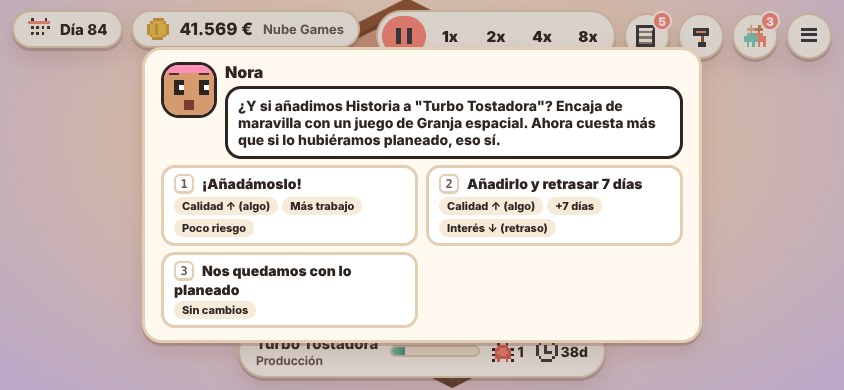 Día 84
41.569 € Nube Games
1x 2x 4x 8x
5
3
Nora
¿Y si añadimos Historia a "Turbo Tostadora"? Encaja de
maravilla con un juego de Granja espacial. Ahora cuesta más
que si lo hubiéramos planeado, eso sí.
1 ¡Añadámoslo!
Calidad ↑ (algo) Más trabajo
Poco riesgo
2 Añadirlo y retrasar 7 días
Calidad ↑ (algo) +7 días
Interés ↓ (retraso)
3 Nos quedamos con lo
planeado
Sin cambios
Turbo Tostadora
Producción
1 38d